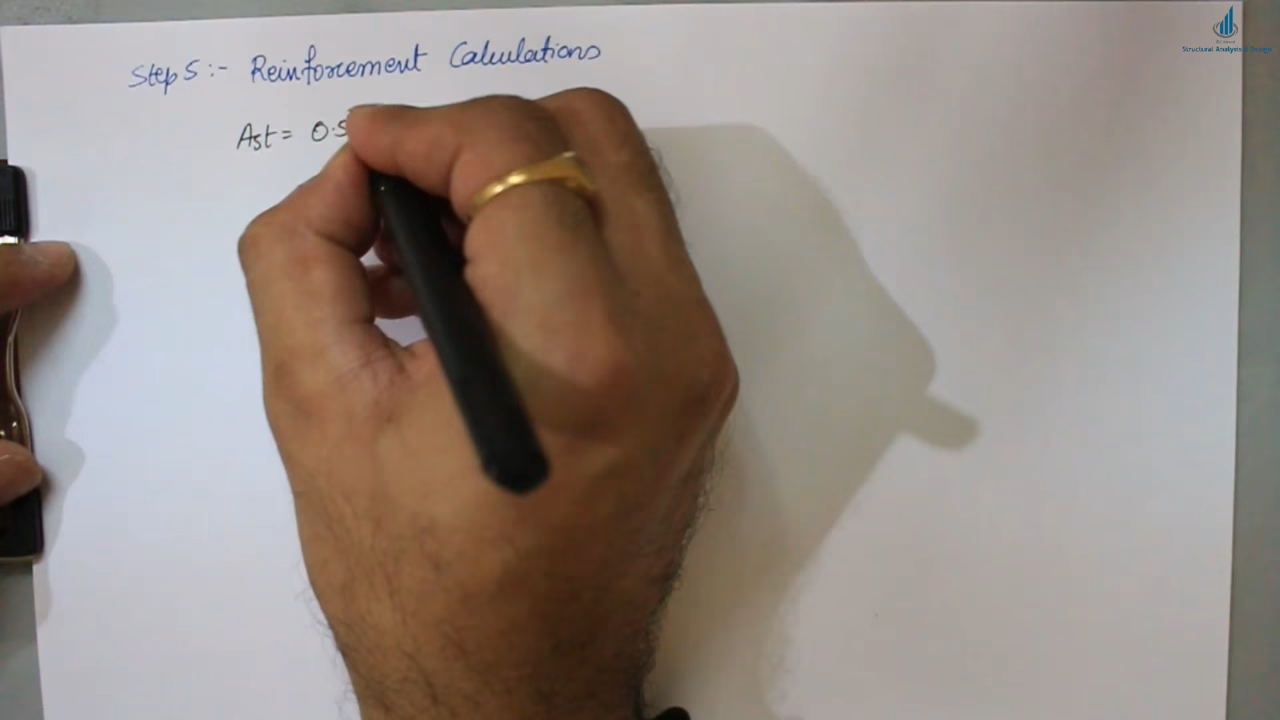 Step 5:- Reinforcement Calculations
Ast = 0.5
Structural Analysis & Design